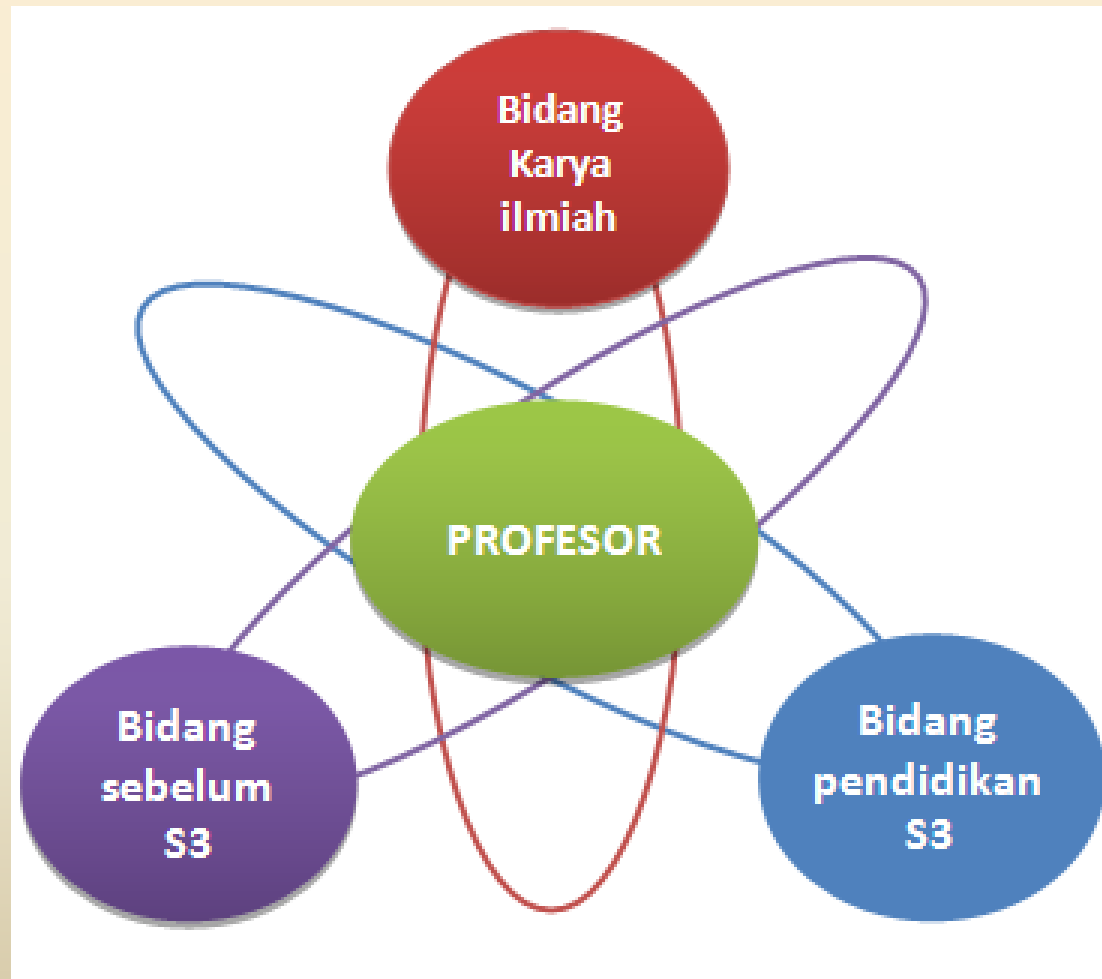 Bidang
Karya
ilmiah
PROFESOR
Bidang
sebelum
S3
Bidang
pendidikan
S3